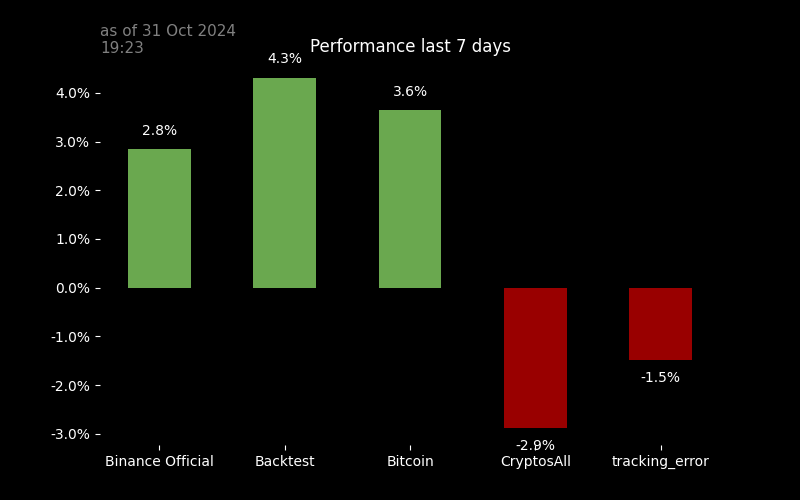 as of 31 Oct 2024
19:23
Performance last 7 days
4.3%
3.6%
2.8%
4.0%
3.0%
2.0%
1.0%
0.0%
-1.0%
-2.0%
-3.0%
-1.5%
-2.9%
Binance Official
Backtest
Bitcoin
CryptosAll
tracking_error